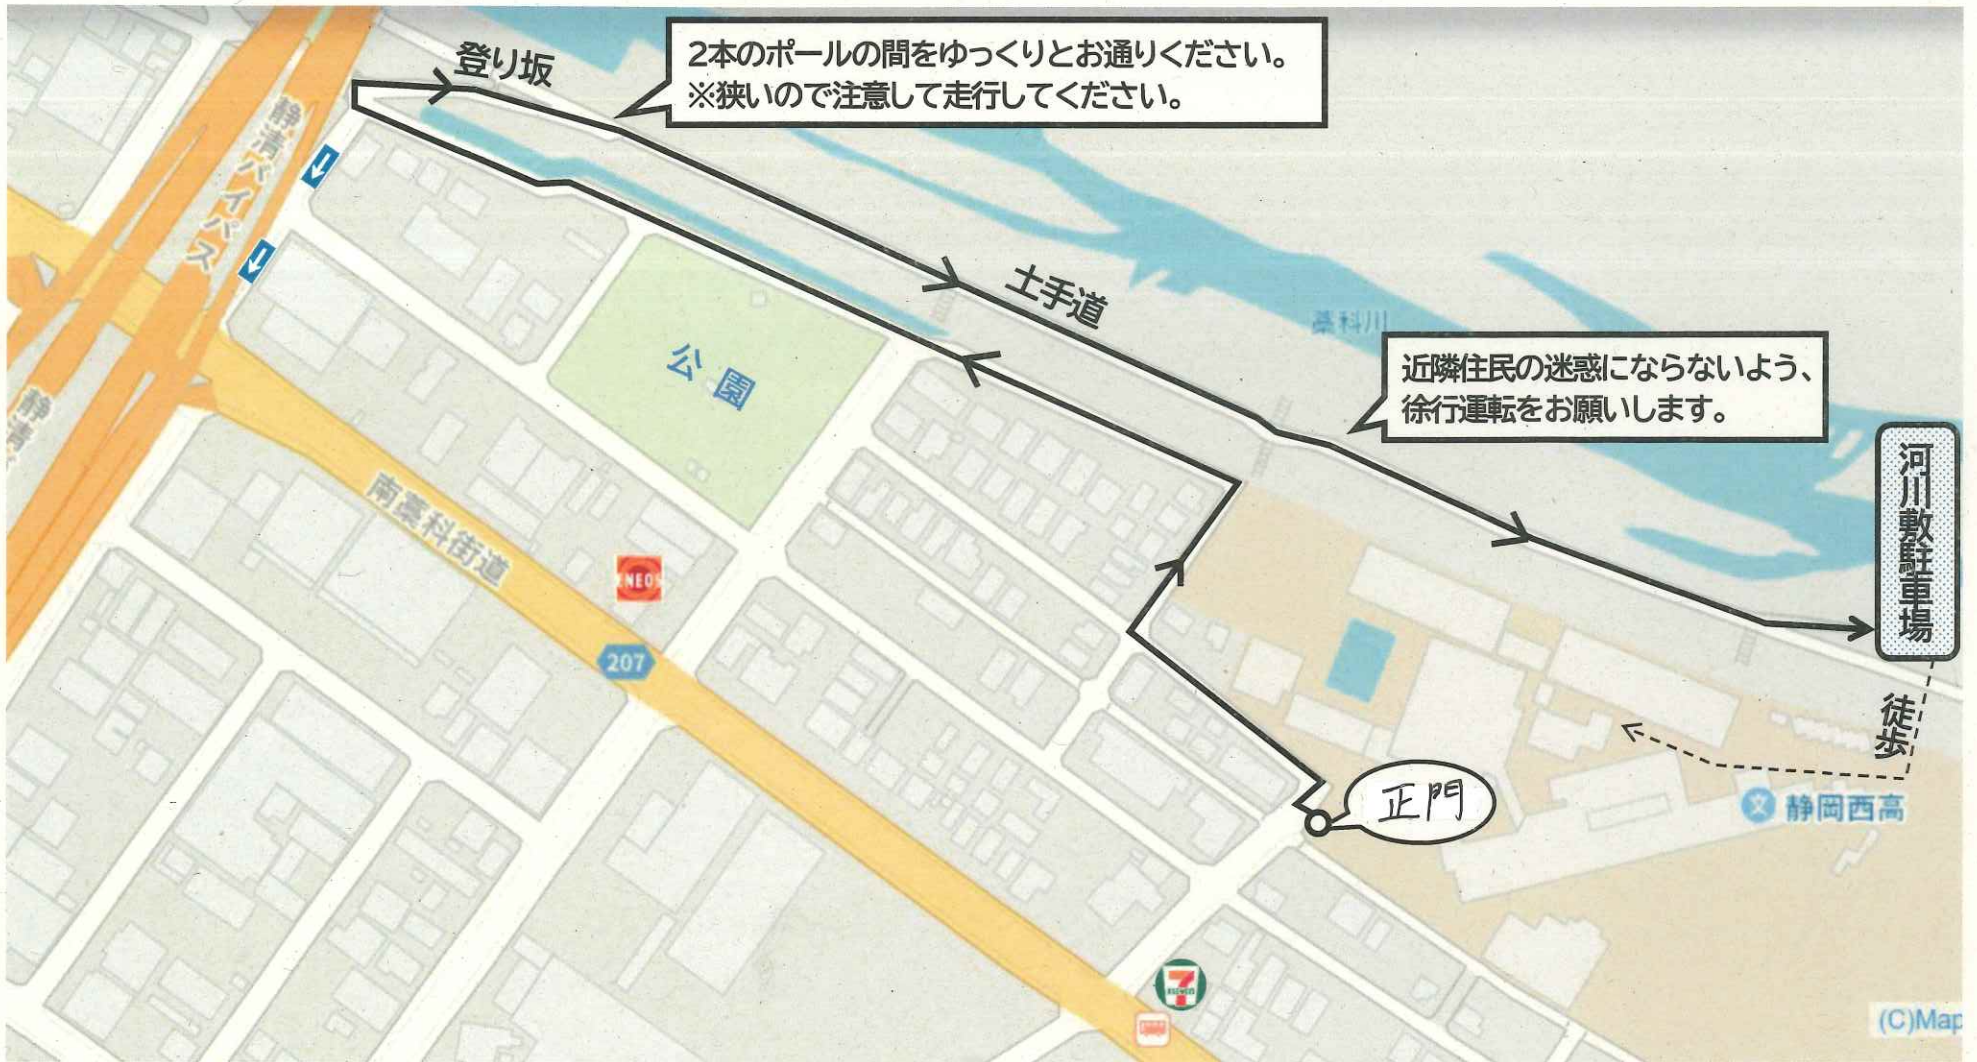 登り坂
2本のポールの間をゆっくりとお通りください。
※狭いので注意して走行してください。
静清バイパス
土手道
藁科川
公園
近隣住民の迷惑にならないよう、
徐行運転をお願いします。
静清バ
河川敷駐車場
南藁科街道
ENEOS
207
徒歩
正門
静岡西高
文
7
ELEVEN
(C)Map